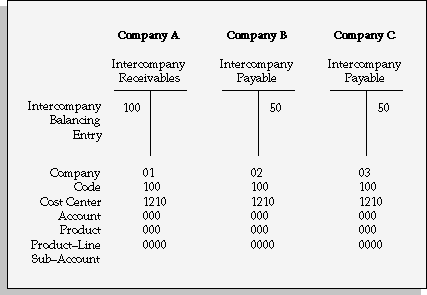 Company A Company B Company C
Intercompany Intercompany Intercompany
Receivables Payable Payable
Intercompany 100 50 50
Balancing
Entry
Company 01 02 03
Code 100 100 100
Cost Center 1210 1210 1210
Account 000 000 000
Product 000 000 000
Product–Line 0000 0000 0000
Sub–Account